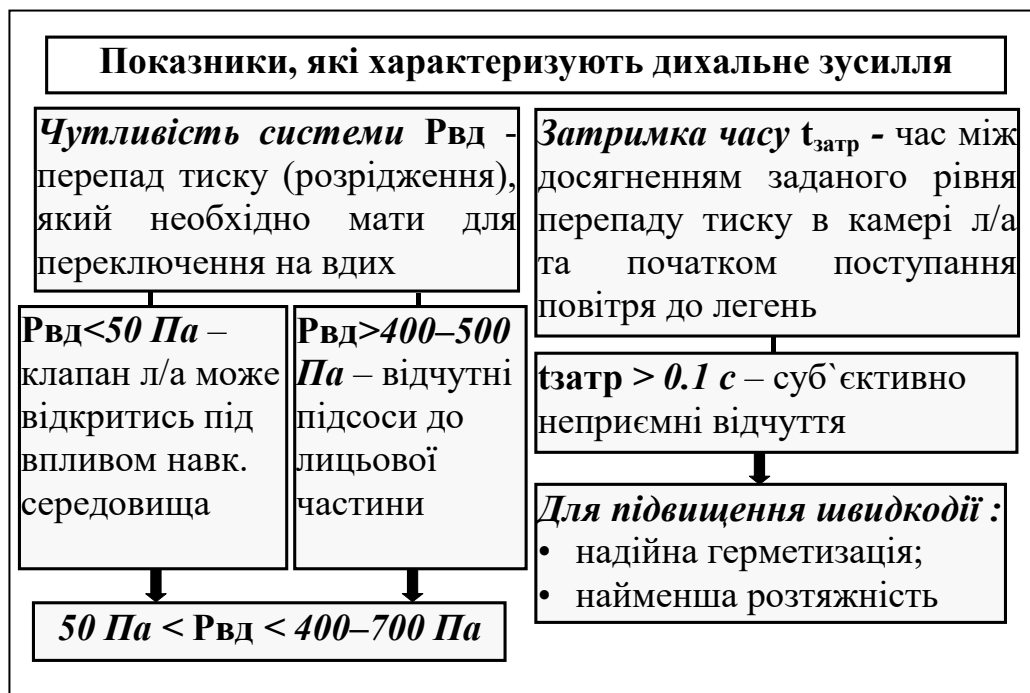 Показники, які характеризують дихальне зусилля
Чутливість системи Рвд -
перепад тиску (розрідження),
який необхідно мати для
переключення на вдих
Рвд<50 Па –
клапан л/а може
відкритись під
впливом навк.
середовища
Рвд>400–500
Па – відчутні
підсоси до
лицьової
частини
50 Па < Рвд < 400–700 Па
Затримка часу tзатр - час між
досягненням заданого рівня
перепаду тиску в камері л/а
та початком поступання
повітря до легень
tзатр > 0.1 с – суб`єктивно
неприємні відчуття
Для підвищення швидкодії :
• надійна герметизація;
• найменша розтяжність